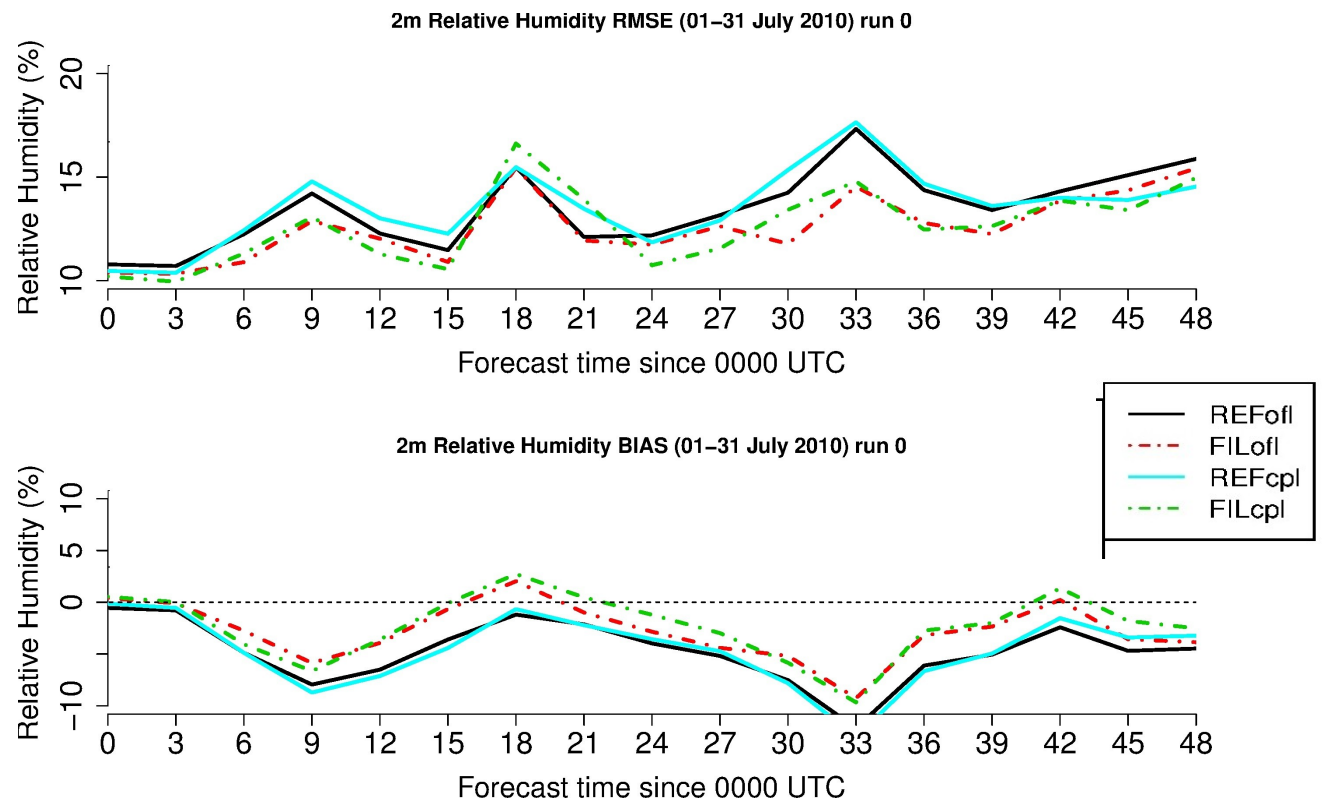 2m Relative Humidity RMSE (01−31 July 2010) run 0
Relative Humidity (%)
20
15
10
0 3 6 9 12 15 18 21 24 27 30 33 36 39 42 45 48
Forecast time since 0000 UTC
REFofl
FILofl
REFcpl
FILcpl
2m Relative Humidity BIAS (01−31 July 2010) run 0
Relative Humidity (%)
10
5
0
−10
0 3 6 9 12 15 18 21 24 27 30 33 36 39 42 45 48
Forecast time since 0000 UTC